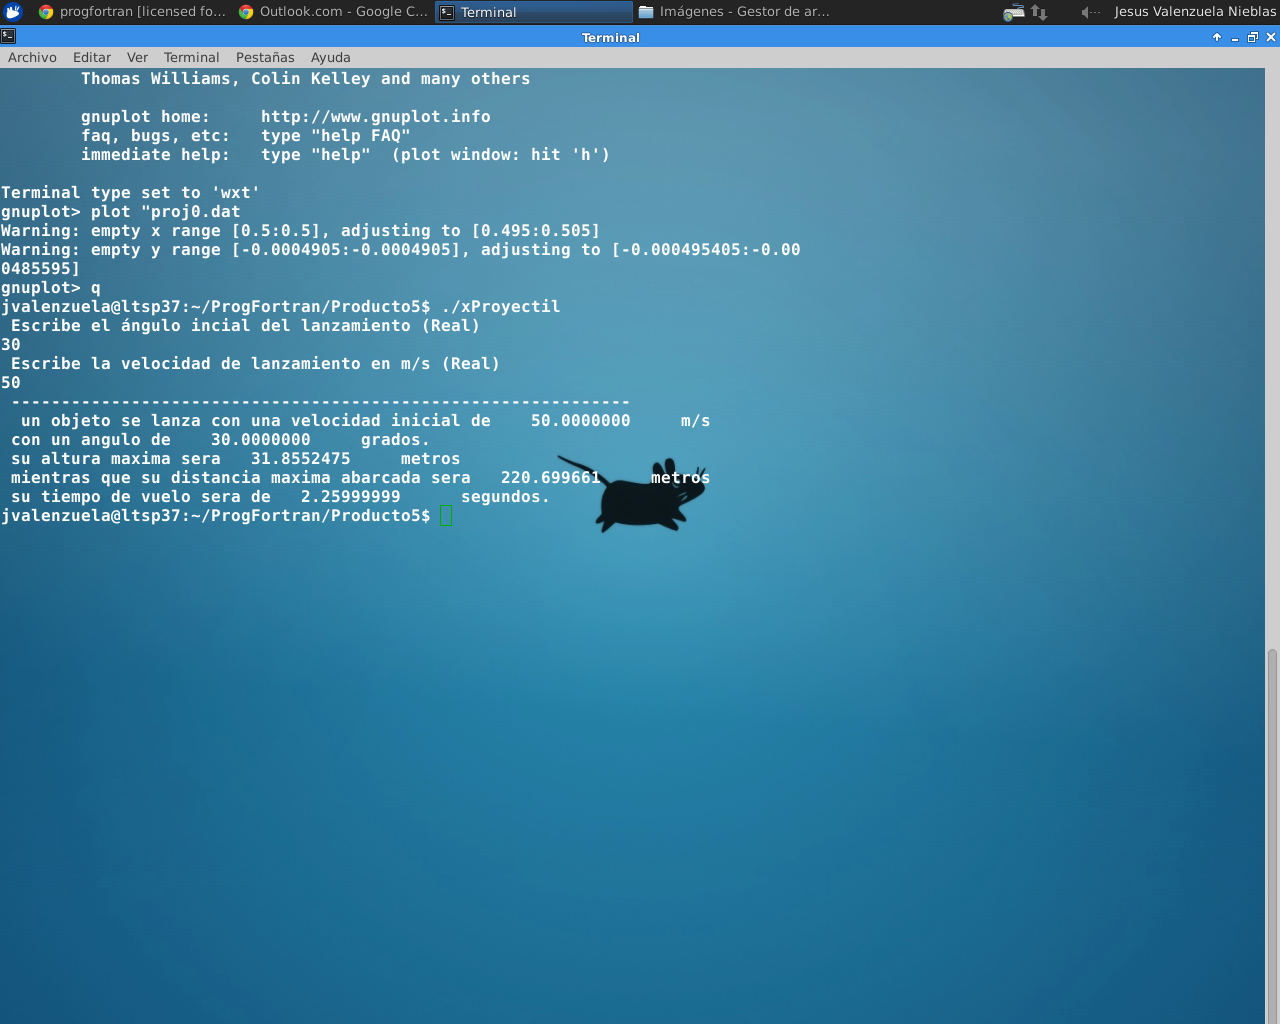 progfortran [licensed fo...
Outlook.com - Google C...
Terminal
Imágenes - Gestor de ar...
Jesus Valenzuela Nieblas
Terminal
Archivo Editar Ver Terminal Pestañas Ayuda
Thomas Williams, Colin Kelley and many others
gnuplot home: http://www.gnuplot.info
faq, bugs, etc: type "help FAQ"
immediate help: type "help" (plot window: hit 'h')
Terminal type set to 'wxt'
gnuplot> plot "proj0.dat
Warning: empty x range [0.5:0.5], adjusting to [0.495:0.505]
Warning: empty y range [-0.0004905:-0.0004905], adjusting to [-0.000495405:-0.00
0485595]
gnuplot> q
jvalenzuela@ltsp37:~/ProgFortran/Producto5$ ./xProyectil
Escribe el ángulo incial del lanzamiento (Real)
30
Escribe la velocidad de lanzamiento en m/s (Real)
50
--------------------------------------------------------------
un objeto se lanza con una velocidad inicial de 50.0000000 m/s
con un angulo de 30.0000000 grados.
su altura maxima sera 31.8552475 metros
mientras que su distancia maxima abarcada sera 220.699661 metros
su tiempo de vuelo sera de 2.25999999 segundos.
jvalenzuela@ltsp37:~/ProgFortran/Producto5$